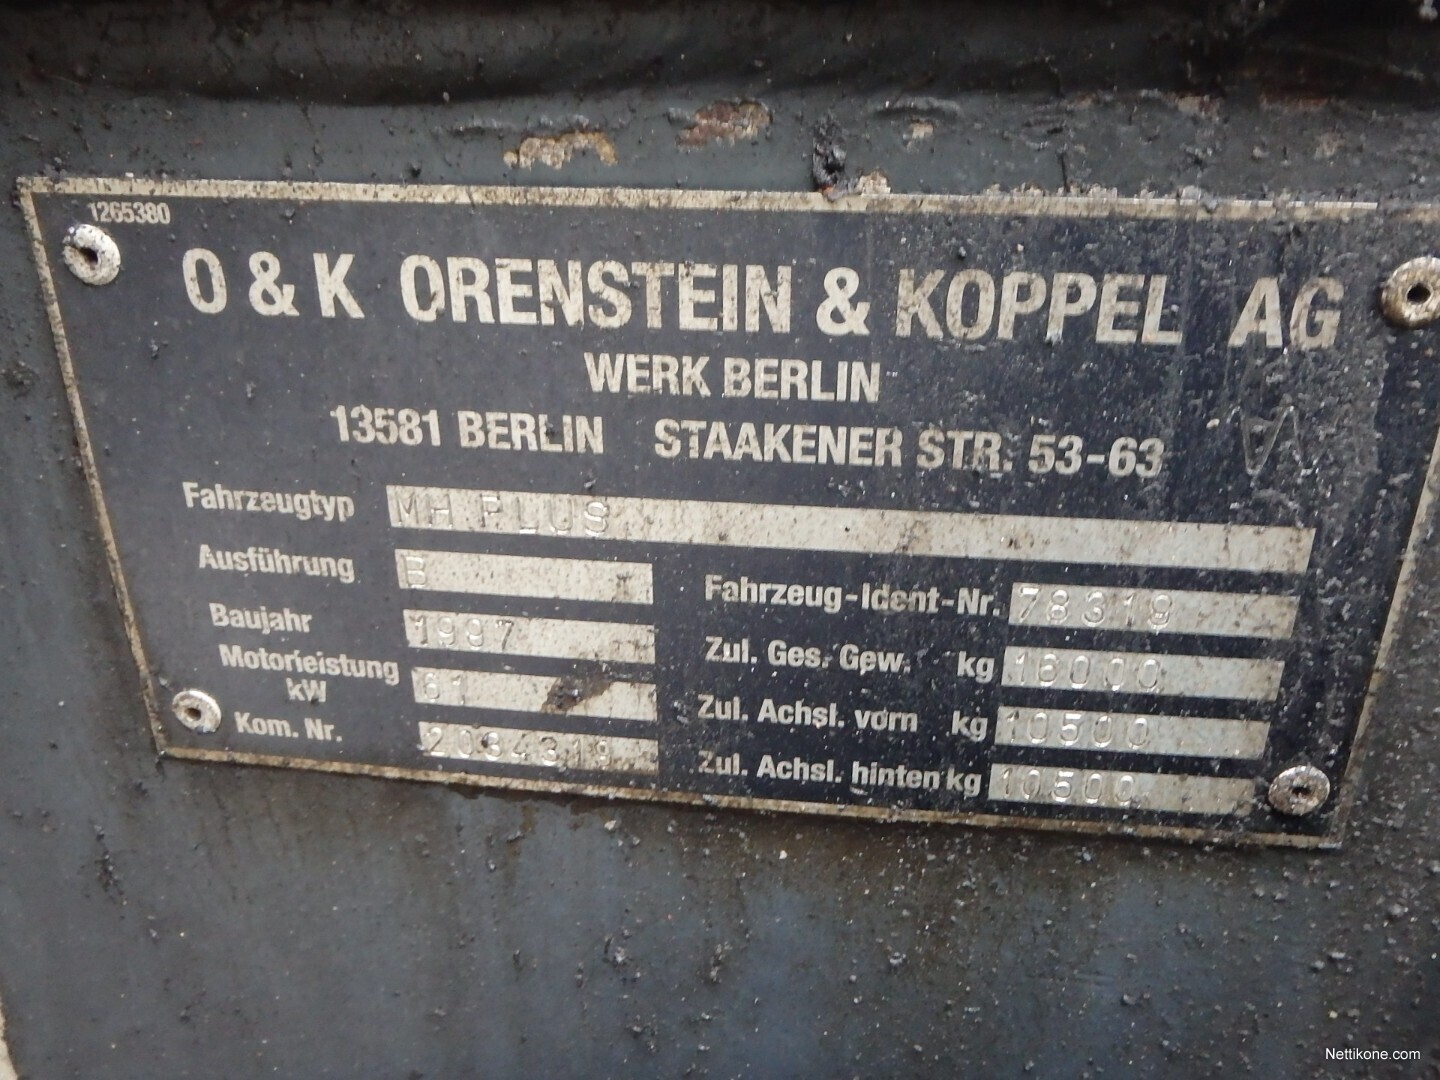 1265380
O & K ORENSTEIN & KOPPEL AG
WERK BERLIN
13581 BERLIN STAAKENER STR. 53-63
Fahrzeugtyp MH PLUS
Ausführung
Baujahr 1997
Motorleistung kW 61
Kom. Nr. 2084319
Fahrzeug-Ident-Nr. 78319
Zul. Ges. Gew. kg 16000
Zul. Achsl. vorn kg 10500
Zul. Achsl. hinten kg 10500
Nettikone.com